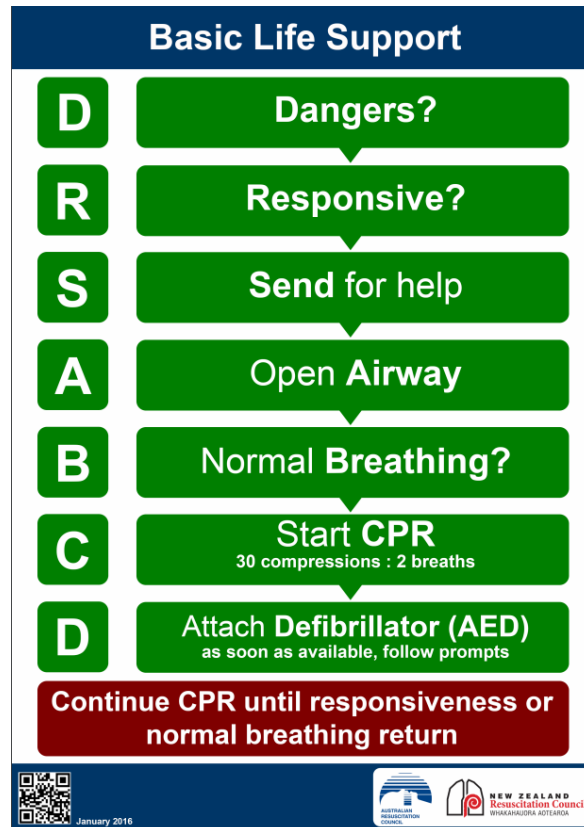 Basic Life Support
D
Dangers?
R
Responsive?
S
Send for help
A
Open Airway
B
Normal Breathing?
C
Start CPR
30 compressions : 2 breaths
D
Attach Defibrillator (AED)
as soon as available, follow prompts
Continue CPR until responsiveness or
normal breathing return
January 2016
AUSTRALIAN
RESUSCITATION
COUNCIL
NEW ZEALAND
Resuscitation Counci
WHAKAHAUORA AOTEAROA